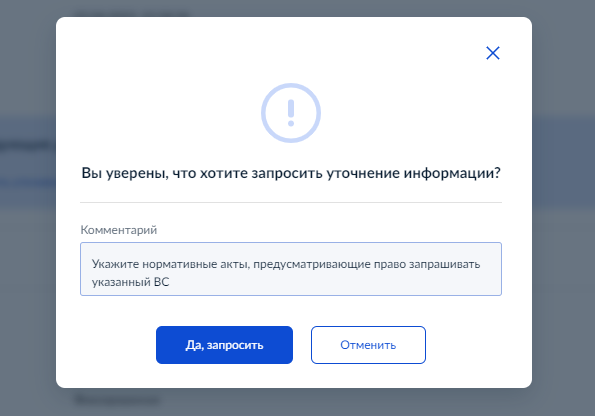 Вы уверены, что хотите запросить уточнение информации?
Комментарий
Укажите нормативные акты, предусматривающие право запрашивать
указанный ВС
Да, запросить
Отменить